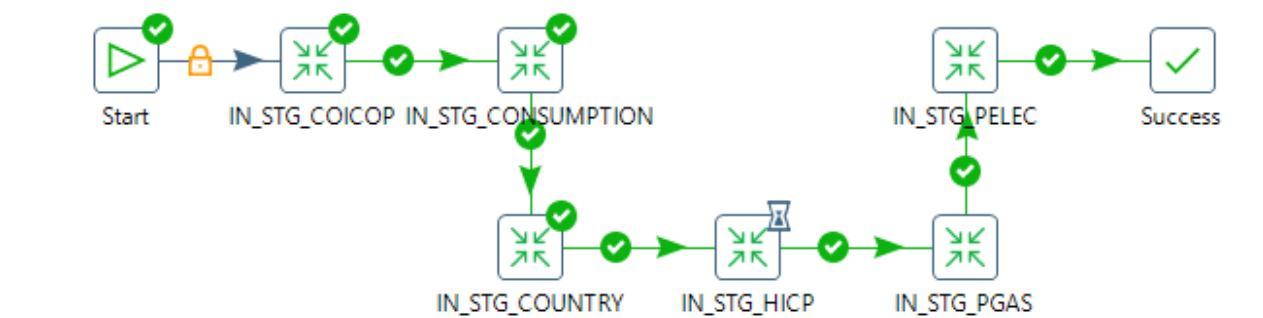 Start
IN_STG_COICOP
IN_STG_CONSUMPTION
IN_STG_PELEC
Success
IN_STG_COUNTRY
IN_STG_HICP
IN_STG_PGAS